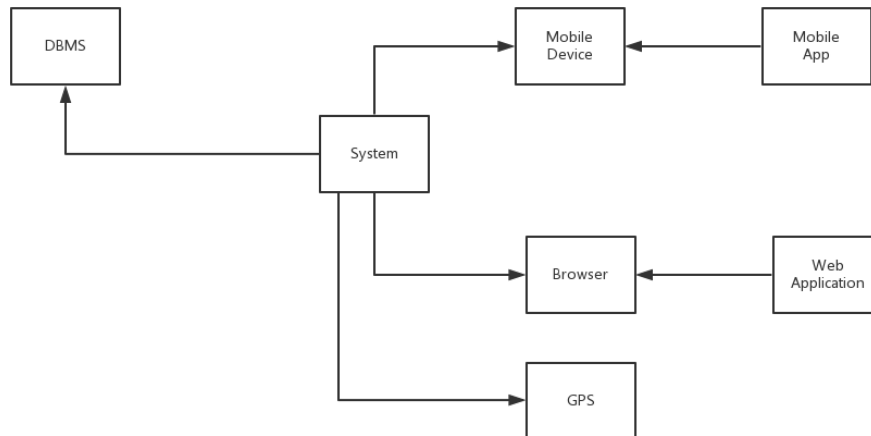 DBMS
Mobile
Device
Mobile
App
System
Browser
Web
Application
GPS